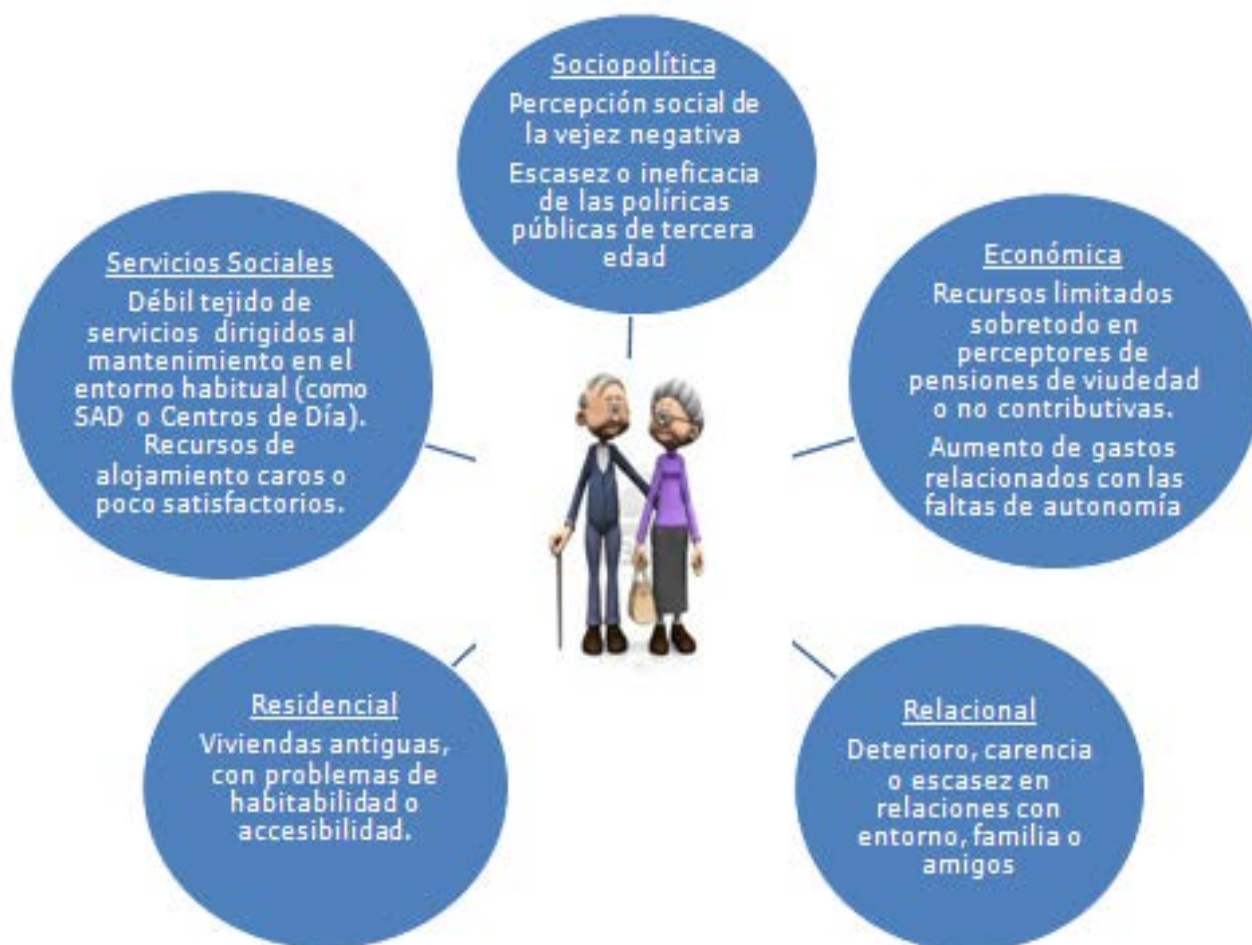 Sociopolítica
Percepción social de
la vejez negativa
Escasez o ineficacia
de las políricas
públicas de tercera
edad
Servicios Sociales
Débil tejido de
servicios dirigidos al
mantenimiento en el
entorno habitual (como
SAD o Centros de Día).
Recursos de
alojamiento caros o
poco satisfactorios.
Económica
Recursos limitados
sobretodo en
perceptores de
pensiones de viudedad
o no contributivas.
Aumento de gastos
relacionados con las
faltas de autonomía
Residencial
Viviendas antiguas,
con problemas de
habitabilidad o
accesibilidad.
Relacional
Deterioro, carencia
o escasez en
relaciones con
entorno, familia o
amigos